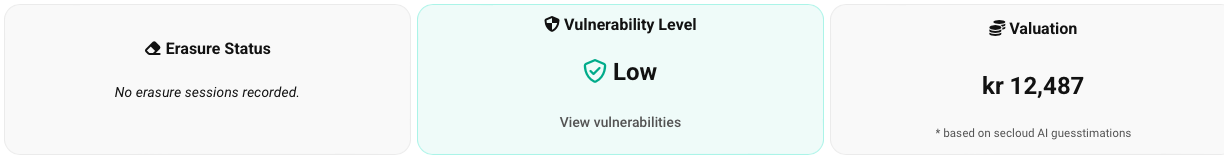 Erasure Status
No erasure sessions recorded.
Vulnerability Level
Low
View vulnerabilities
Valuation
kr 12,487
* based on secloud AI guesstimations